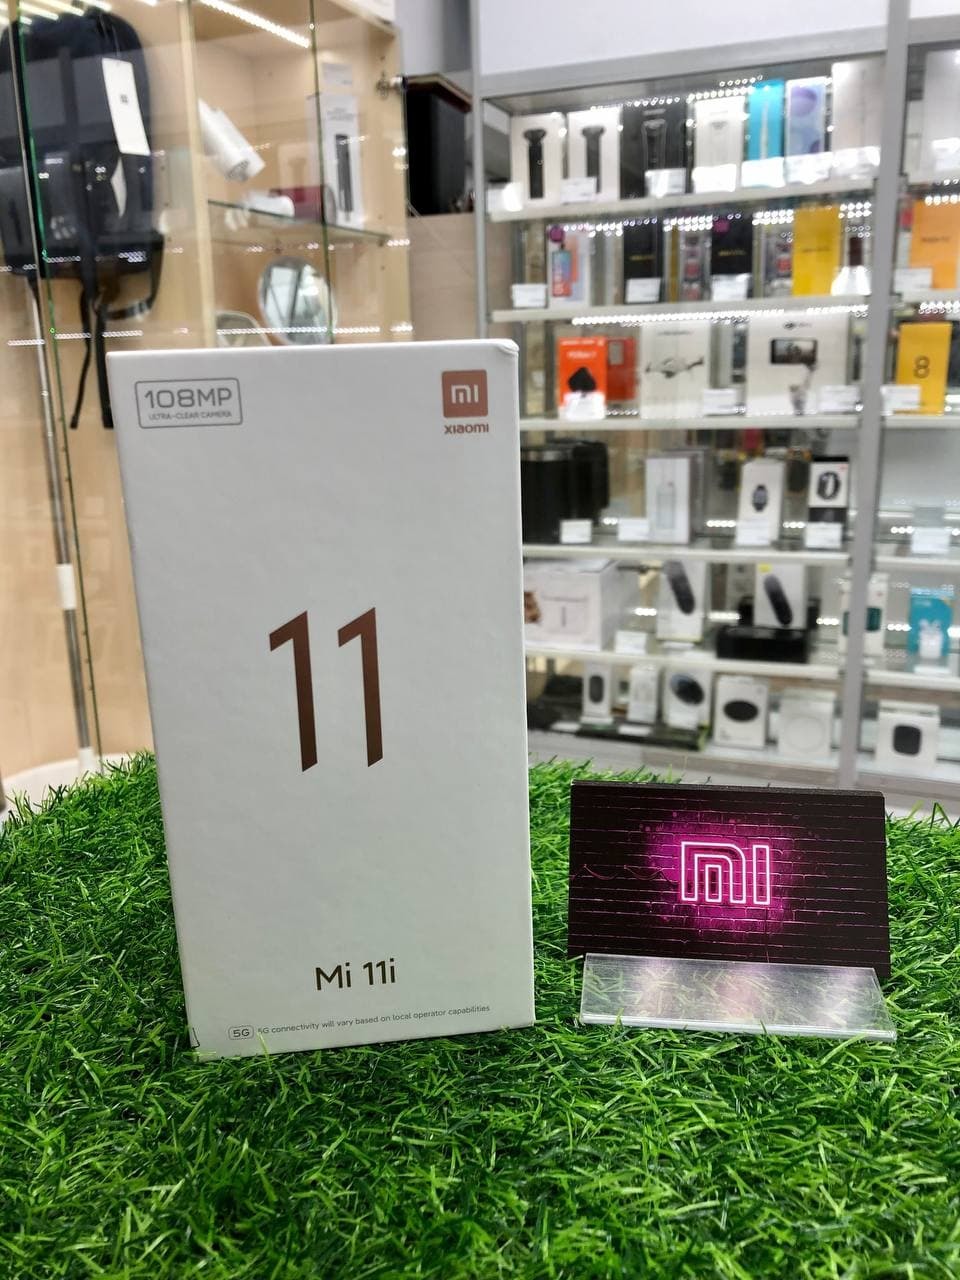 108MP
ULTRA-CLEAR CAMERA
mi
xiaomi
11
Mi 11i
5G 5G connectivity will vary based on local operator capabilities
mi
8